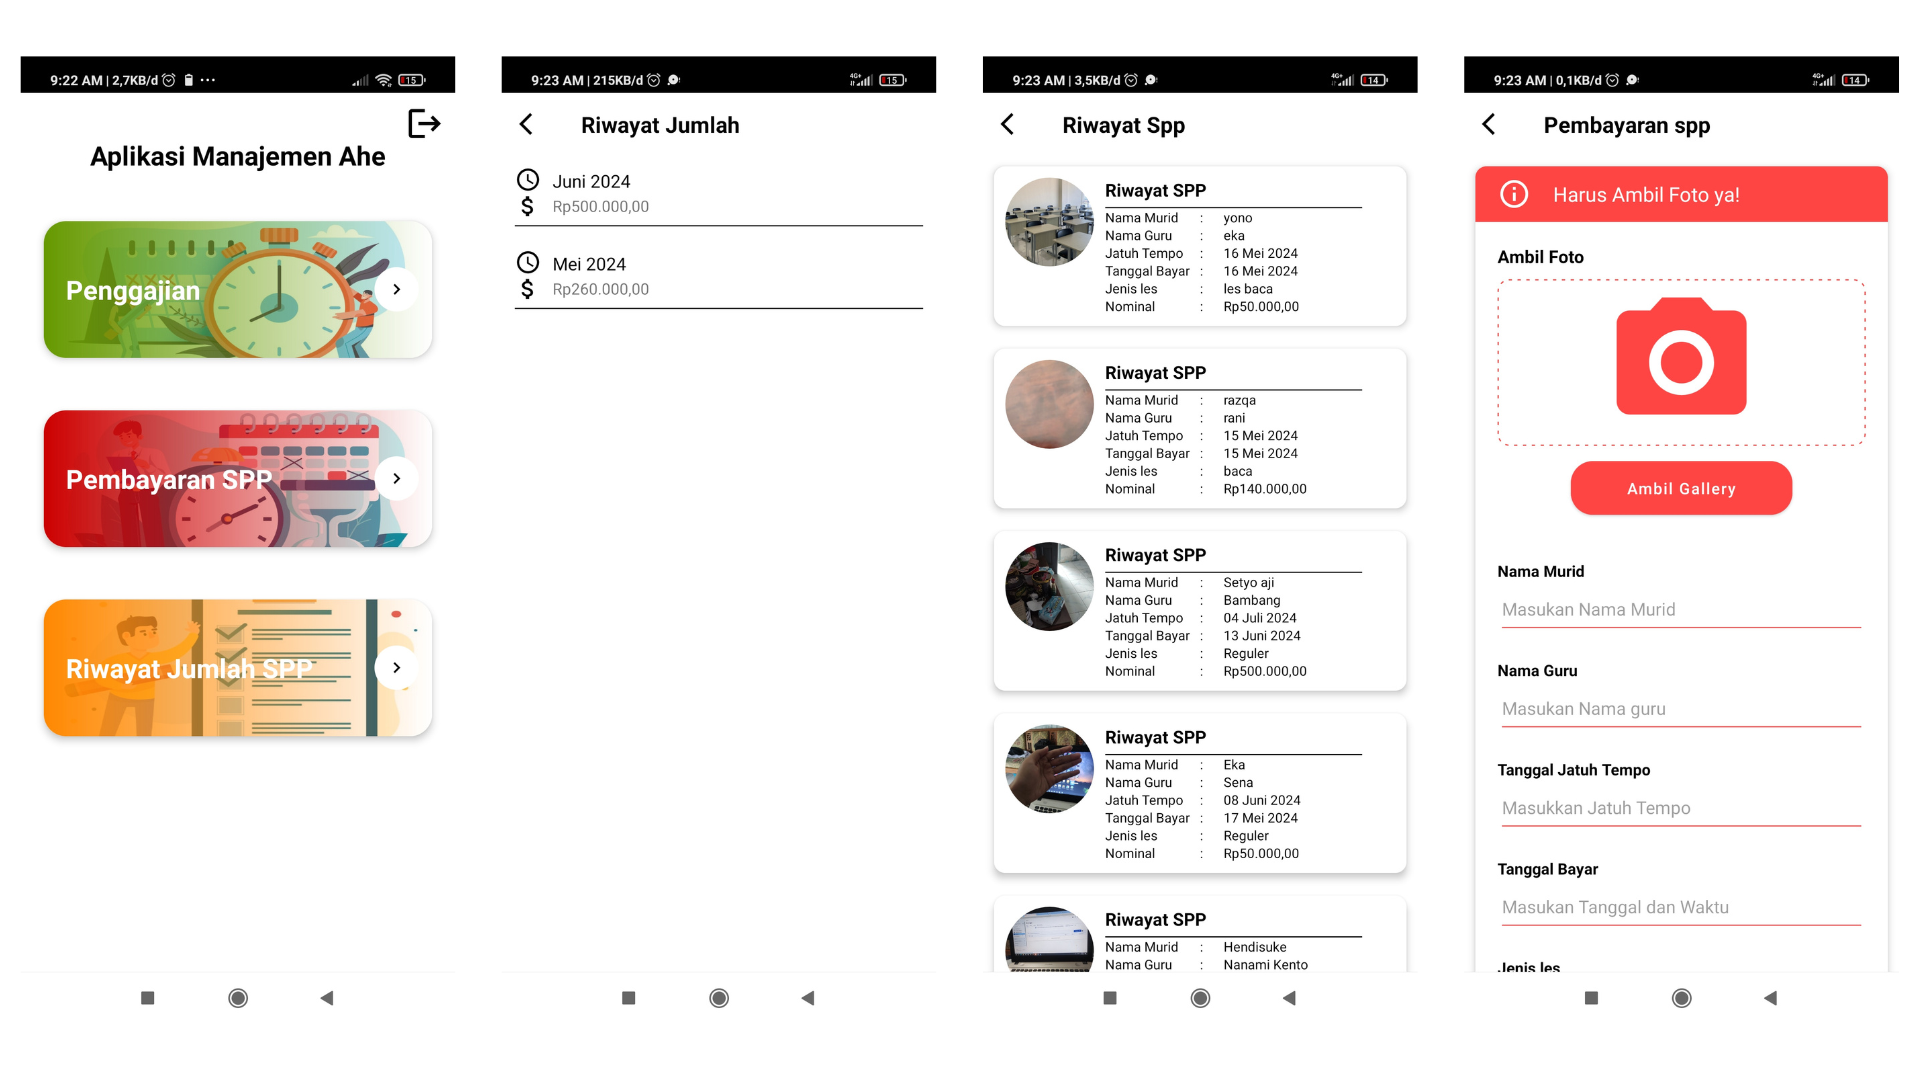 9:22 AM | 2,7KB/d
15
Aplikasi Manajemen Ahe
Penggajian
Pembayaran SPP
Riwayat Jumlah SPP
9:23 AM | 215KB/d
4G+
15
Riwayat Jumlah
Juni 2024
$ Rp500.000,00
Mei 2024
$ Rp260.000,00
9:23 AM | 3,5KB/d
4G+
14
Riwayat Spp
Riwayat SPP
Nama Murid : yono
Nama Guru : eka
Jatuh Tempo : 16 Mei 2024
Tanggal Bayar : 16 Mei 2024
Jenis les : les baca
Nominal : Rp50.000,00
Riwayat SPP
Nama Murid : razqa
Nama Guru : rani
Jatuh Tempo : 15 Mei 2024
Tanggal Bayar : 15 Mei 2024
Jenis les : baca
Nominal : Rp140.000,00
Riwayat SPP
Nama Murid : Setyo aji
Nama Guru : Bambang
Jatuh Tempo : 04 Juli 2024
Tanggal Bayar : 13 Juni 2024
Jenis les : Reguler
Nominal : Rp500.000,00
Riwayat SPP
Nama Murid : Eka
Nama Guru : Sena
Jatuh Tempo : 08 Juni 2024
Tanggal Bayar : 17 Mei 2024
Jenis les : Reguler
Nominal : Rp50.000,00
Riwayat SPP
Nama Murid : Hendisuke
Nama Guru : Nanami Kento
9:23 AM | 0,1KB/d
4G+
14
Pembayaran spp
Harus Ambil Foto ya!
Ambil Foto
Ambil Gallery
Nama Murid
Masukan Nama Murid
Nama Guru
Masukan Nama guru
Tanggal Jatuh Tempo
Masukkan Jatuh Tempo
Tanggal Bayar
Masukan Tanggal dan Waktu
Jenis les